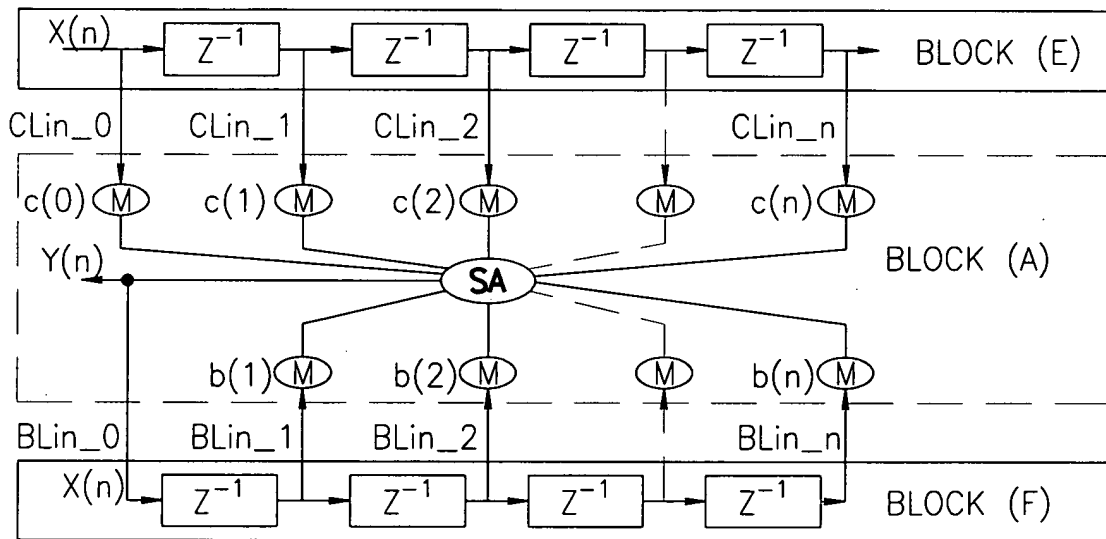 X(n) Z⁻¹ Z⁻¹ Z⁻¹ Z⁻¹ BLOCK (E)
CLin_0 CLin_1 CLin_2 CLin_n
c(0) M c(1) M c(2) M M c(n) M
Y(n) SA BLOCK (A)
b(1) M b(2) M M b(n) M
BLin_0 BLin_1 BLin_2 BLin_n
X(n) Z⁻¹ Z⁻¹ Z⁻¹ Z⁻¹ BLOCK (F)